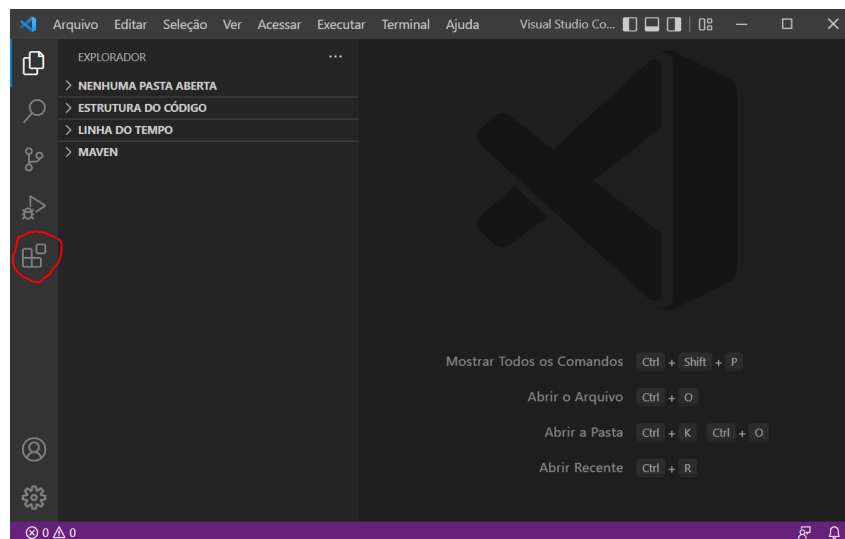 Arquivo Editar Seleção Ver Acessar Executar Terminal Ajuda Visual Studio Co...
EXPLORADOR ...
NENHUMA PASTA ABERTA
ESTRUTURA DO CÓDIGO
LINHA DO TEMPO
MAVEN
Mostrar Todos os Comandos Ctrl + Shift + P
Abrir o Arquivo Ctrl + O
Abrir a Pasta Ctrl + K Ctrl + O
Abrir Recente Ctrl + R
0 0